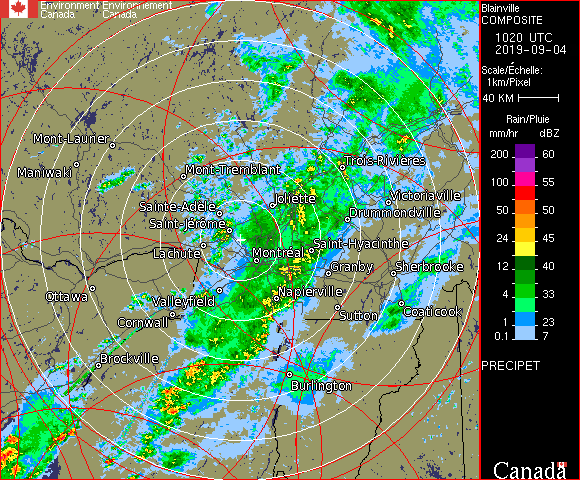 Environment Environnement
Canada Canada
Blainville
COMPOSITE
1020 UTC
2019-09-04
Scale/Échelle:
1km/Pixel
40 KM
Rain/Pluie
mm/hr dBZ
200 60
100 55
50 50
24 45
12 40
4 33
1 23
0.1 7
PRECIPET
Canada
Mont-Laurier
Maniwaki
Mont-Tremblant
Trois-Rivieres
Sainte-Adele
Joliette
Victoriaville
Saint-Jérôme
Drummondville
Lachute
Montréal
Saint-Hyacinthe
Granby
Sherbrooke
Ottawa
Valleyfield
Napierville
Cornwall
Sutton
Coaticook
Brockville
Burlington